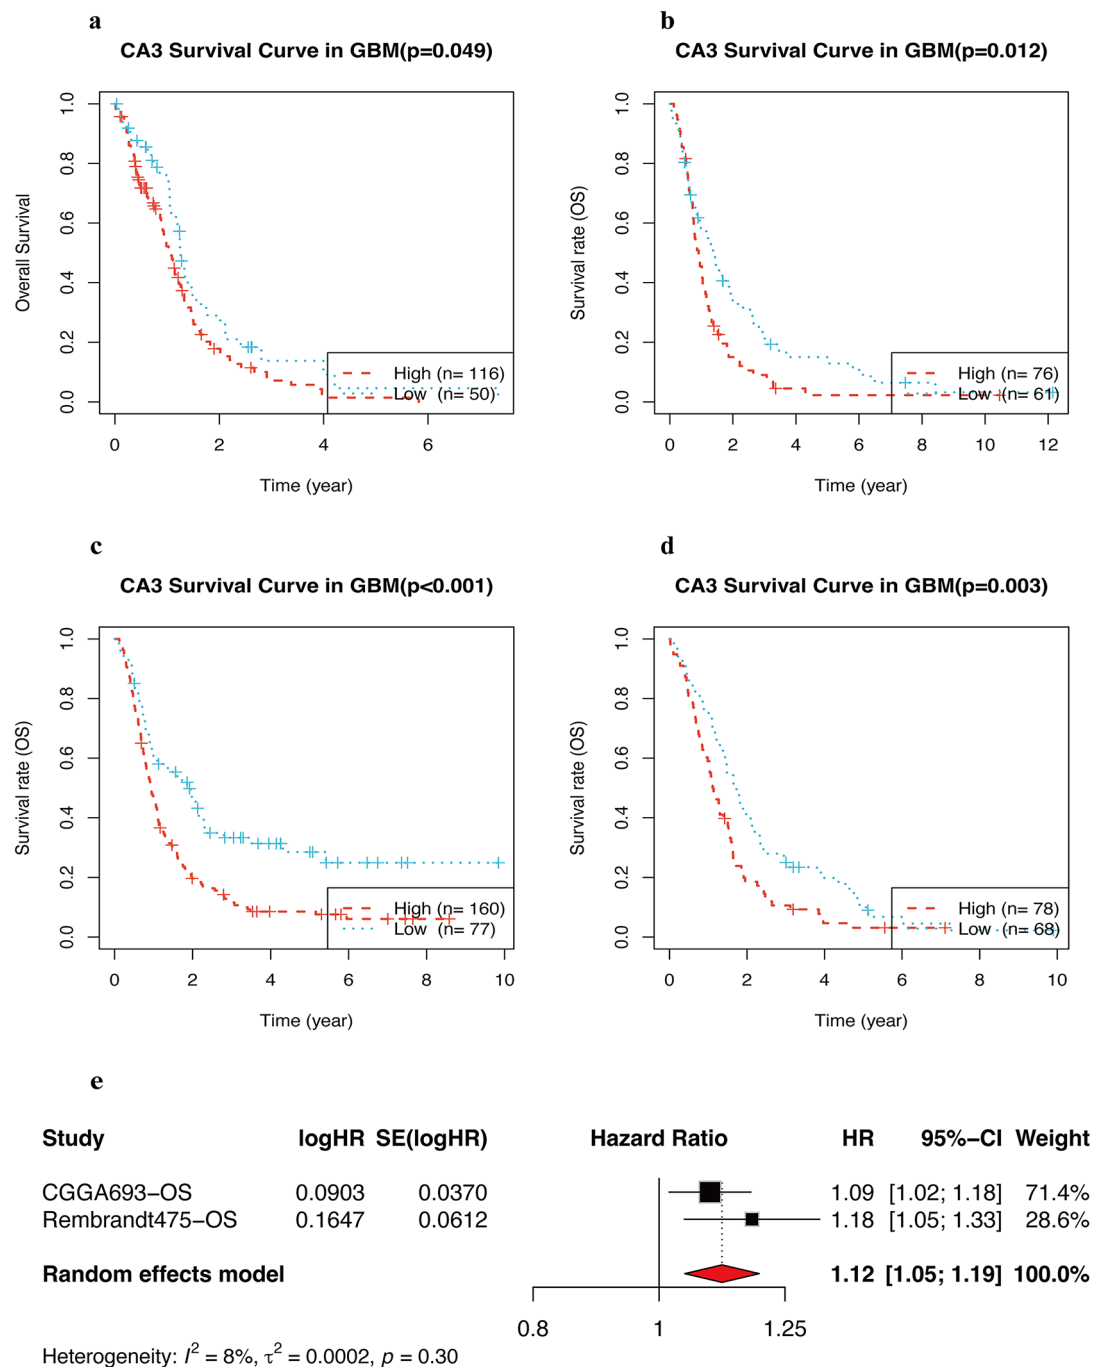 a
CA3 Survival Curve in GBM(p=0.049)
Overall Survival
1.0
0.8
0.6
0.4
0.2
0.0
High (n= 116)
Low (n= 50)
0 2 4 6
Time (year)
b
CA3 Survival Curve in GBM(p=0.012)
Survival rate (OS)
1.0
0.8
0.6
0.4
0.2
0.0
High (n= 76)
Low (n= 61)
0 2 4 6 8 10 12
Time (year)
c
CA3 Survival Curve in GBM(p<0.001)
Survival rate (OS)
1.0
0.8
0.6
0.4
0.2
0.0
High (n= 160)
Low (n= 77)
0 2 4 6 8 10
Time (year)
d
CA3 Survival Curve in GBM(p=0.003)
Survival rate (OS)
1.0
0.8
0.6
0.4
0.2
0.0
High (n= 78)
Low (n= 68)
0 2 4 6 8 10
Time (year)
e
Study logHR SE(logHR) Hazard Ratio HR 95%−CI Weight
CGGA693−OS 0.0903 0.0370 1.09 [1.02; 1.18] 71.4%
Rembrandt475−OS 0.1647 0.0612 1.18 [1.05; 1.33] 28.6%
Random effects model 1.12 [1.05; 1.19] 100.0%
0.8 1 1.25
Heterogeneity: I² = 8%, τ² = 0.0002, p = 0.30